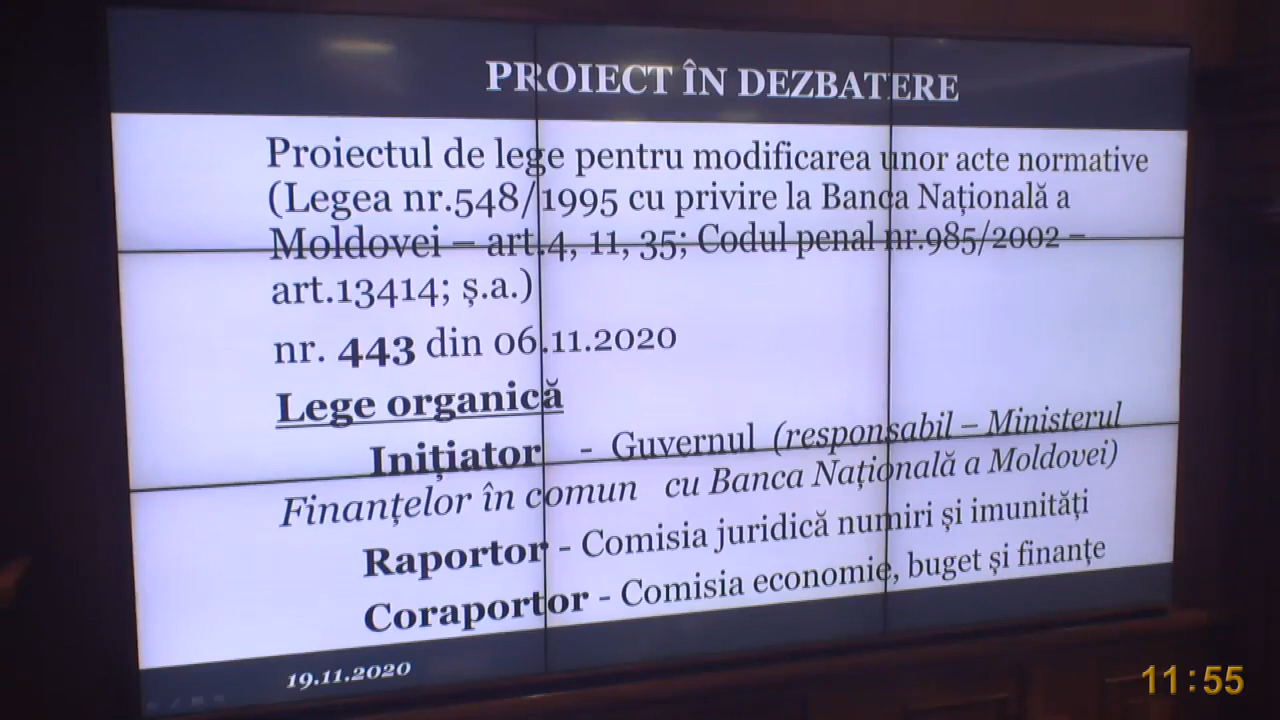 PROIECT ÎN DEZBATERE
Proiectul de lege pentru modificarea unor acte normative
(Legea nr.548/1995 cu privire la Banca Națională a
Moldovei – art.4, 11, 35; Codul penal nr.985/2002 –
art.13414; ș.a.)
nr. 443 din 06.11.2020
Lege organică
Inițiator - Guvernul (responsabil – Ministerul
Finanțelor în comun cu Banca Națională a Moldovei)
Raportor - Comisia juridică numiri și imunități
Coraportor - Comisia economie, buget și finanțe
19.11.2020
11:55